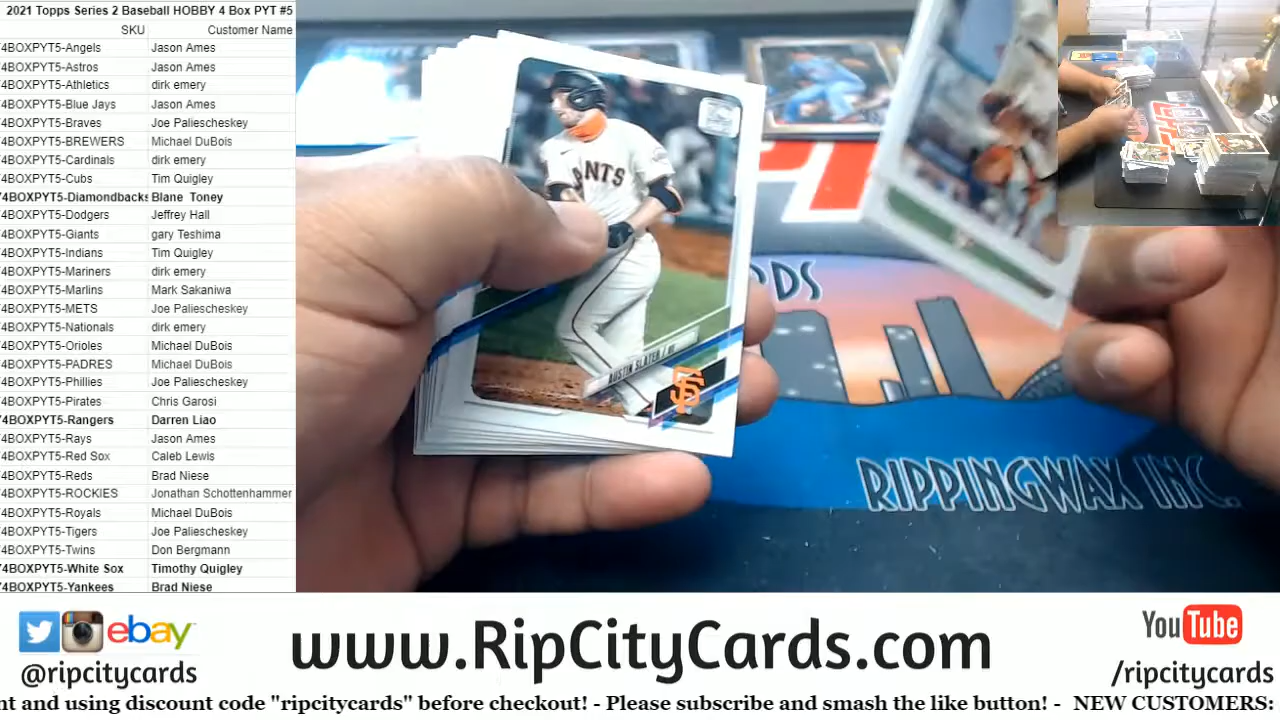 2021 Topps Series 2 Baseball HOBBY 4 Box PYT #5
SKU Customer Name
4BOXPYT5-Angels Jason Ames
4BOXPYT5-Astros Jason Ames
4BOXPYT5-Athletics dirk emery
4BOXPYT5-Blue Jays Jason Ames
4BOXPYT5-Braves Joe Paliescheskey
4BOXPYT5-BREWERS Michael DuBois
4BOXPYT5-Cardinals dirk emery
4BOXPYT5-Cubs Tim Quigley
4BOXPYT5-Diamondbacks Blane Toney
4BOXPYT5-Dodgers Jeffrey Hall
4BOXPYT5-Giants gary Teshima
4BOXPYT5-Indians Tim Quigley
4BOXPYT5-Mariners dirk emery
4BOXPYT5-Marlins Mark Sakaniwa
4BOXPYT5-METS Joe Paliescheskey
4BOXPYT5-Nationals dirk emery
4BOXPYT5-Orioles Michael DuBois
4BOXPYT5-PADRES Michael DuBois
4BOXPYT5-Phillies Joe Paliescheskey
4BOXPYT5-Pirates Chris Garosi
4BOXPYT5-Rangers Darren Liao
4BOXPYT5-Rays Jason Ames
4BOXPYT5-Red Sox Caleb Lewis
4BOXPYT5-Reds Brad Niese
4BOXPYT5-ROCKIES Jonathan Schottenhammer
4BOXPYT5-Royals Michael DuBois
4BOXPYT5-Tigers Joe Paliescheskey
4BOXPYT5-Twins Don Bergmann
4BOXPYT5-White Sox Timothy Quigley
4BOXPYT5-Yankees Brad Niese
ANTS
AUSTIN SLATER
SF
RDS
RIPPINGWAX INC.
ebay
@ripcitycards
www.RipCityCards.com
YouTube
/ripcitycards
nt and using discount code "ripcitycards" before checkout! - Please subscribe and smash the like button! - NEW CUSTOMERS: